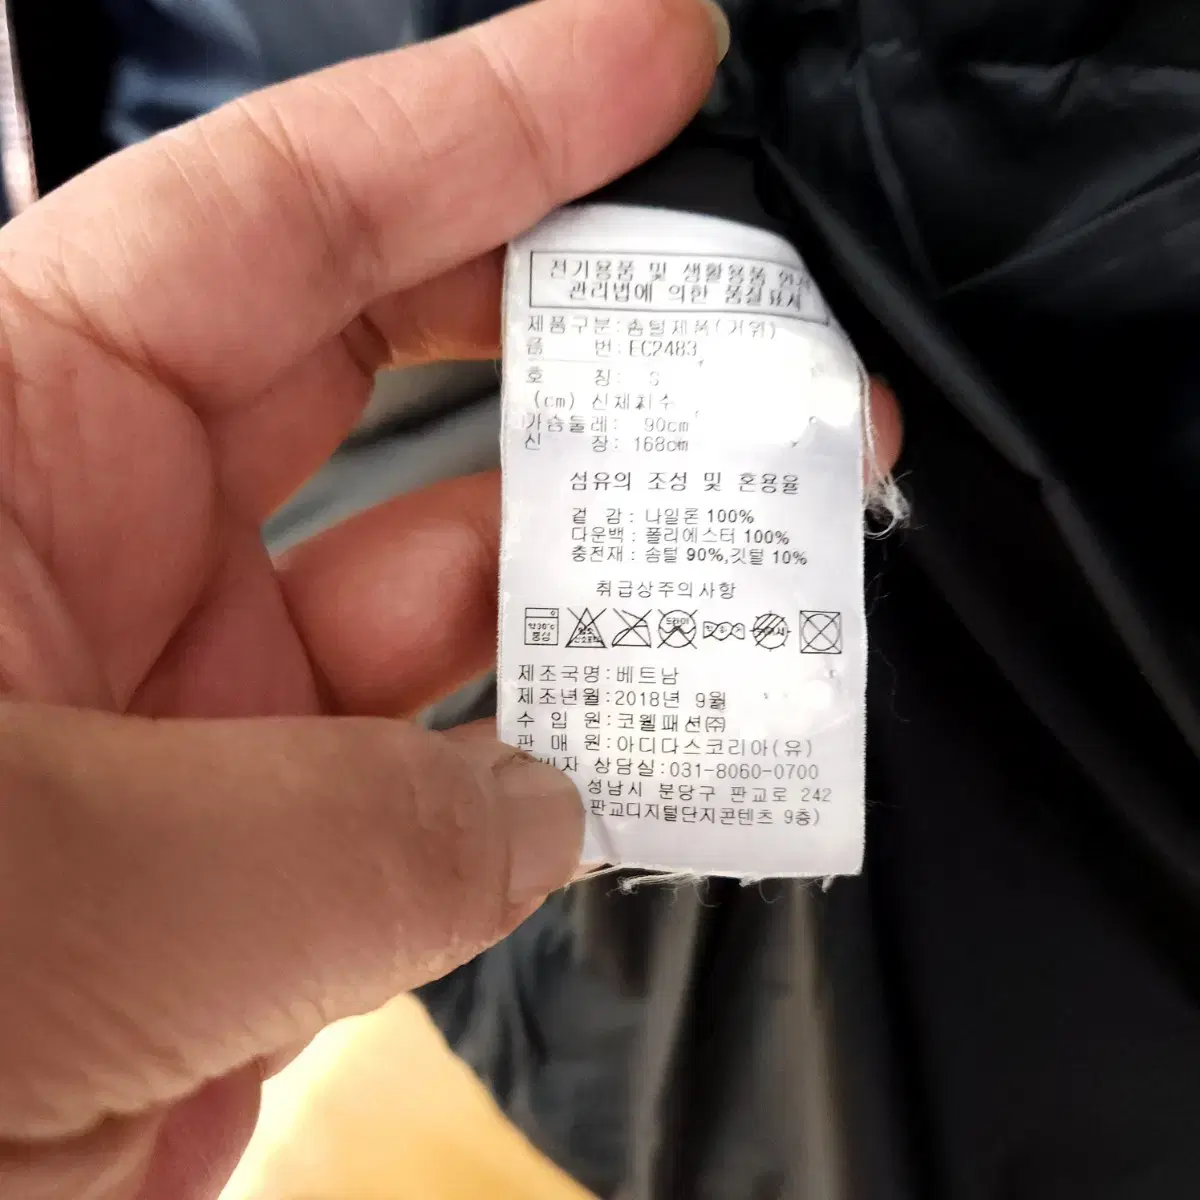 전기용품 및 생활용품 안전
관리법에 의한 품질표시
제품구분:솜털제품(거위)
품 번:EC2483
호 칭: S
(cm) 신체치수
가슴둘레: 90cm
신 장: 168cm
섬유의 조성 및 혼용율
겉 감 : 나일론 100%
다운백 : 폴리에스터 100%
충전재 : 솜털 90%,깃털 10%
취급상주의사항
약30℃
중성
드라이
제조국명:베트남
제조년월:2018년 9월
수 입 원:코웰패션㈜
판 매 원:아디다스코리아(유)
상담실:031-8060-0700
성남시 분당구 판교로 242
판교디지털단지콘텐츠 9층)